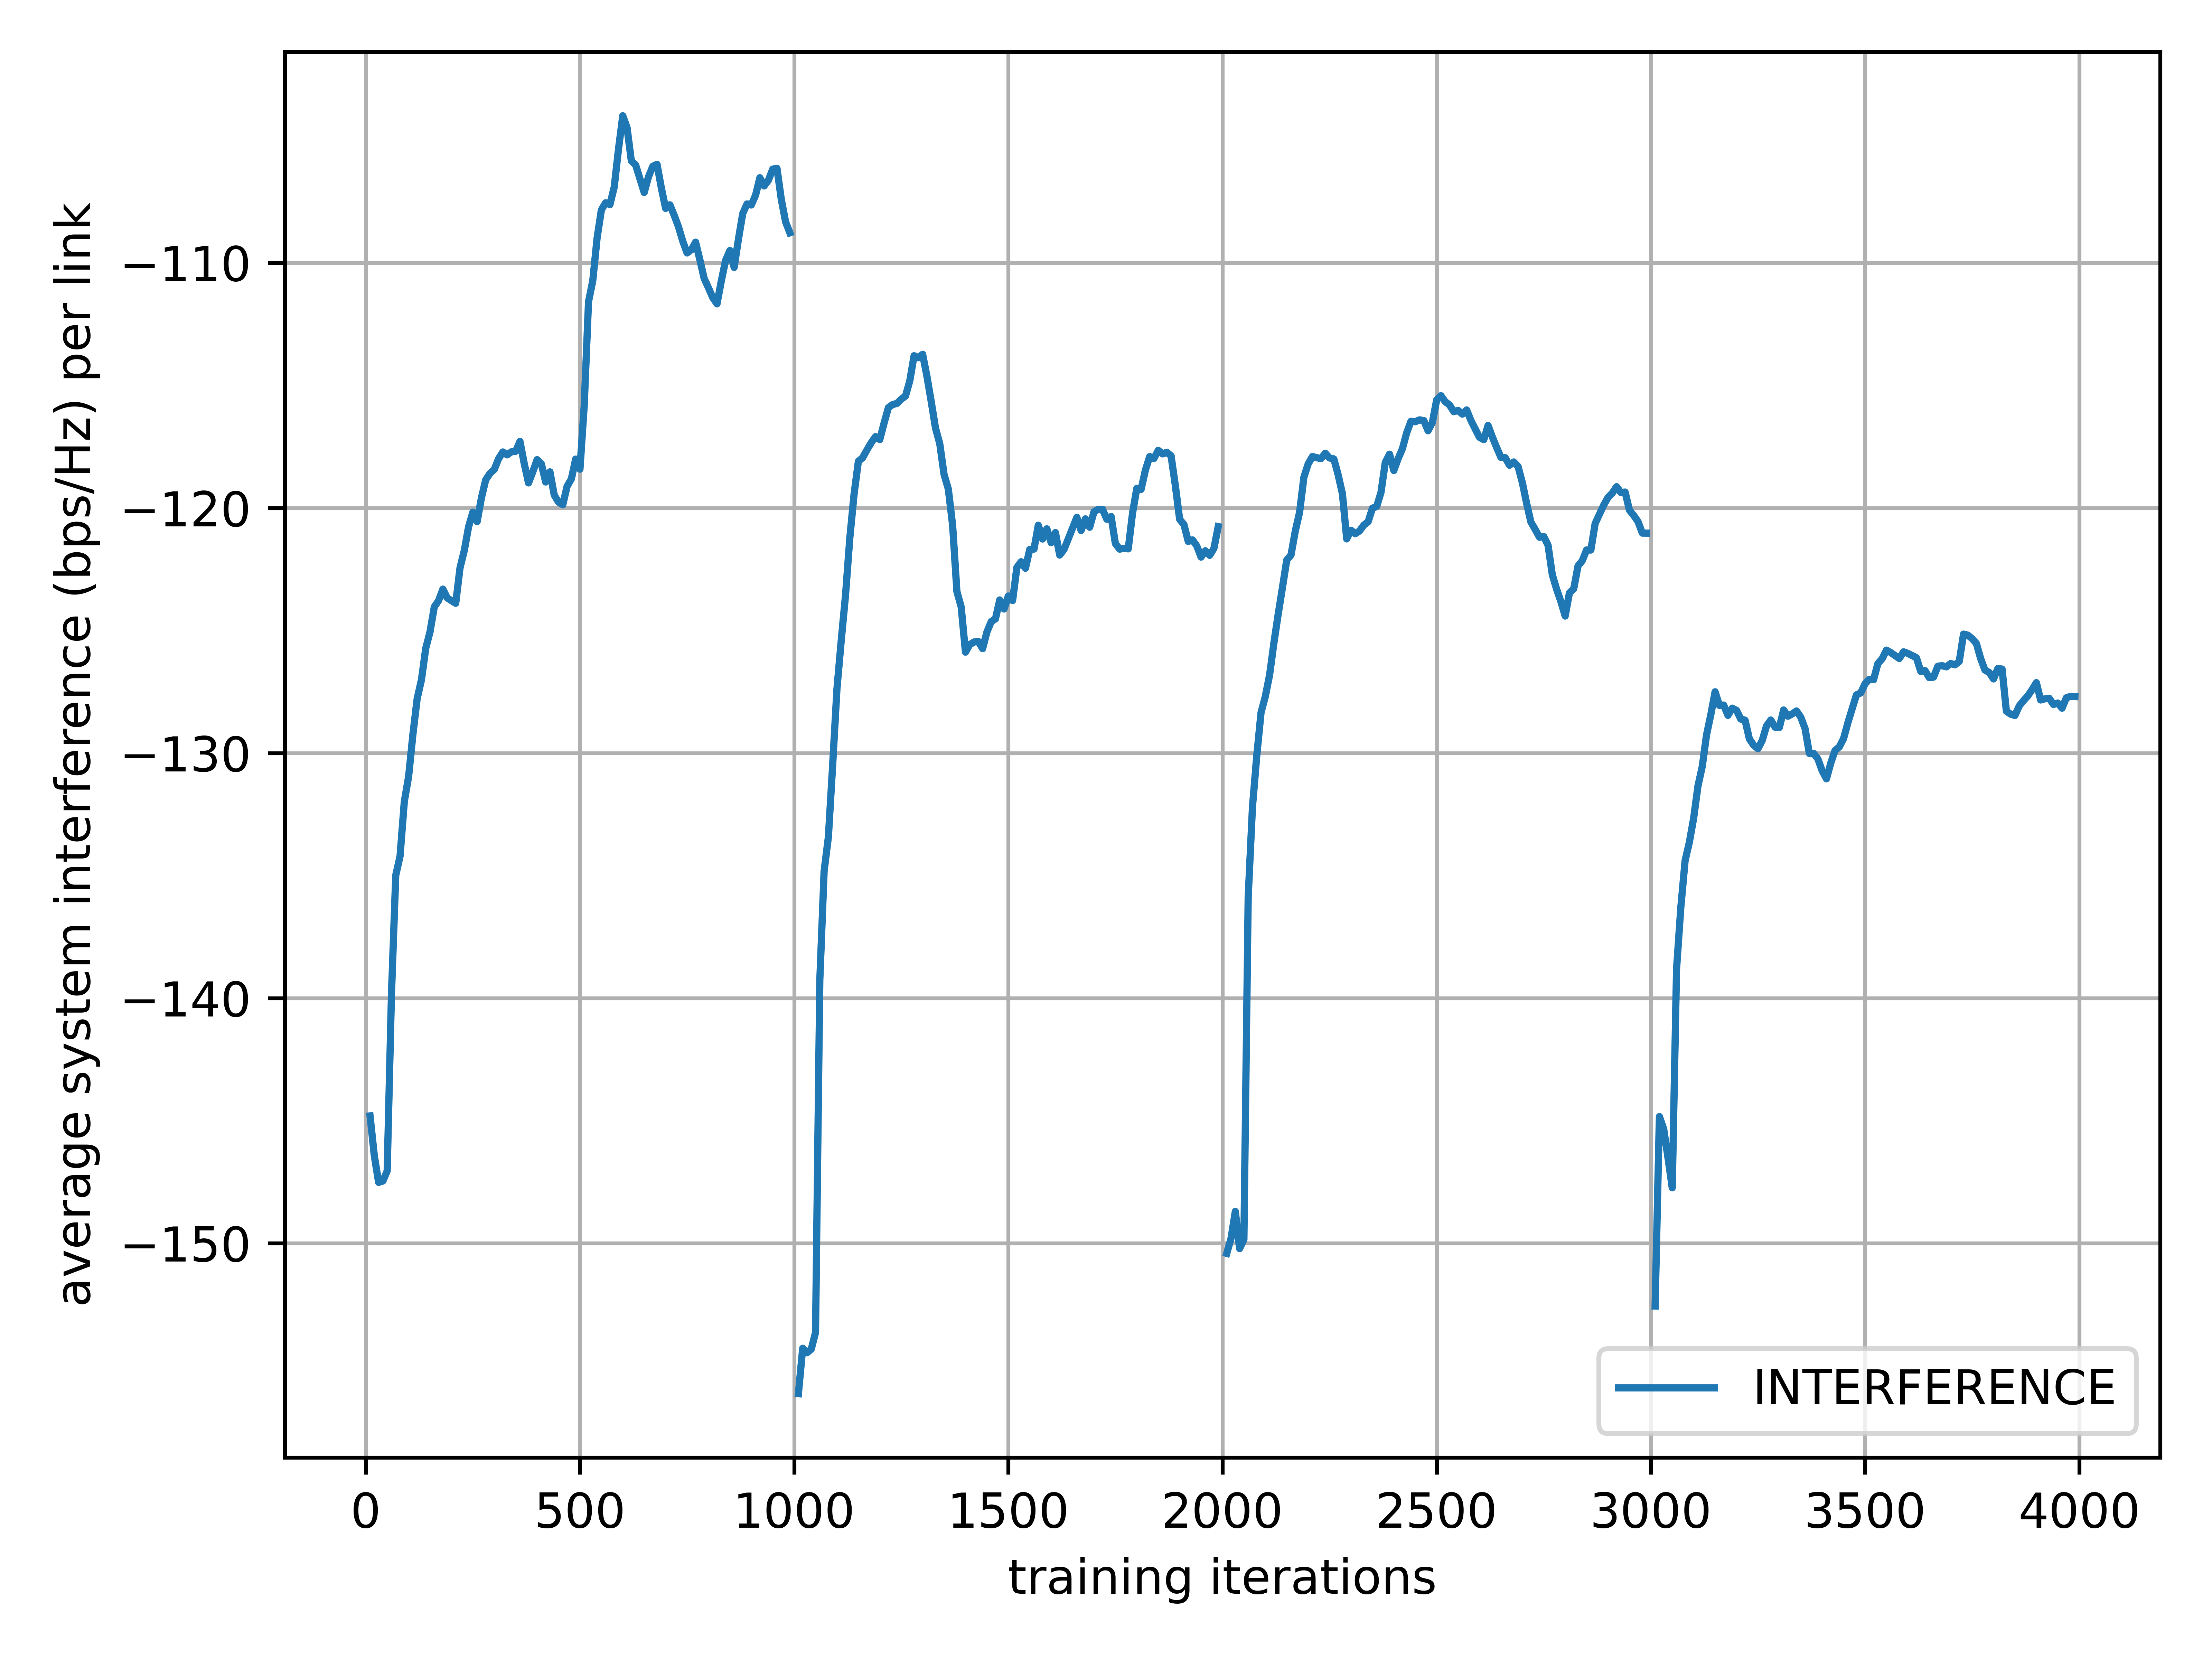 average system interference (bps/Hz) per link
−110
−120
−130
−140
−150
INTERFERENCE
0 500 1000 1500 2000 2500 3000 3500 4000
training iterations